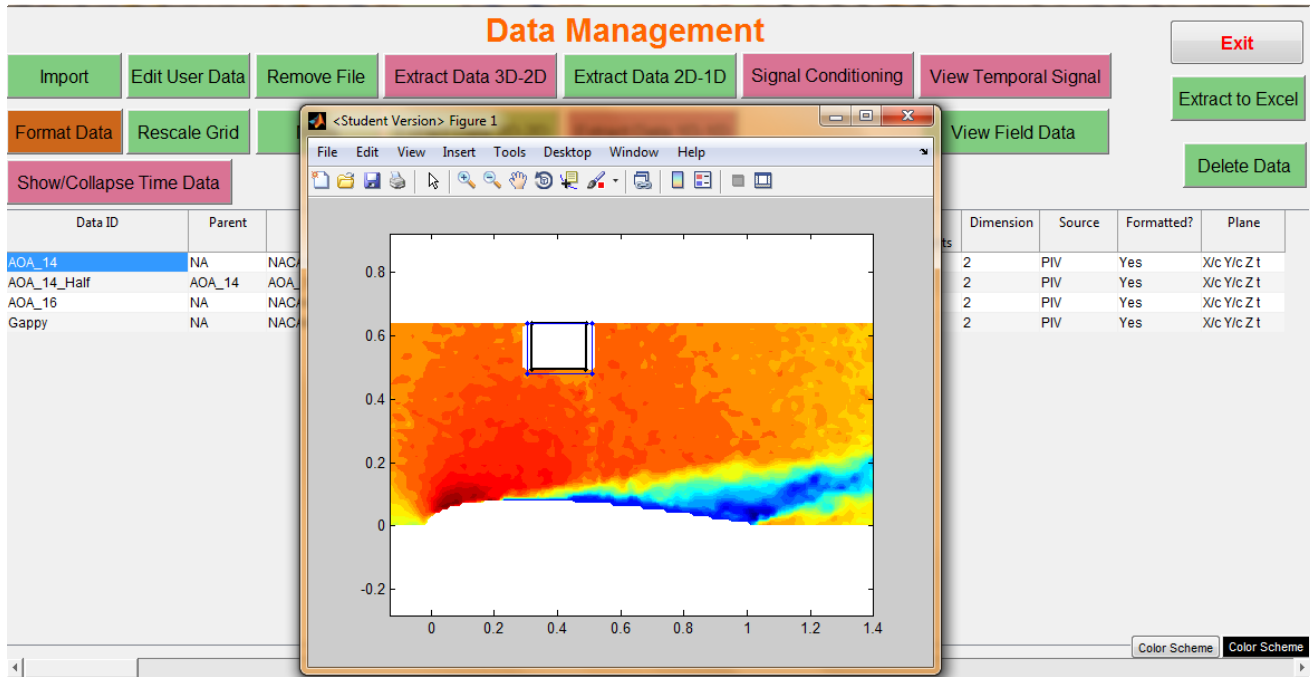 Data Management
Exit
Import Edit User Data Remove File Extract Data 3D-2D Extract Data 2D-1D Signal Conditioning View Temporal Signal
Extract to Excel
Format Data Rescale Grid View Field Data
<Student Version> Figure 1
File Edit View Insert Tools Desktop Window Help
Delete Data
Show/Collapse Time Data
Data ID Parent Dimension Source Formatted? Plane
ts
AOA_14 NA NACA 2 PIV Yes X/c Y/c Z t
AOA_14_Half AOA_14 AOA_ 2 PIV Yes X/c Y/c Z t
AOA_16 NA NACA 2 PIV Yes X/c Y/c Z t
Gappy NA NACA 2 PIV Yes X/c Y/c Z t
0.8
0.6
0.4
0.2
0
-0.2
0 0.2 0.4 0.6 0.8 1 1.2 1.4
Color Scheme Color Scheme